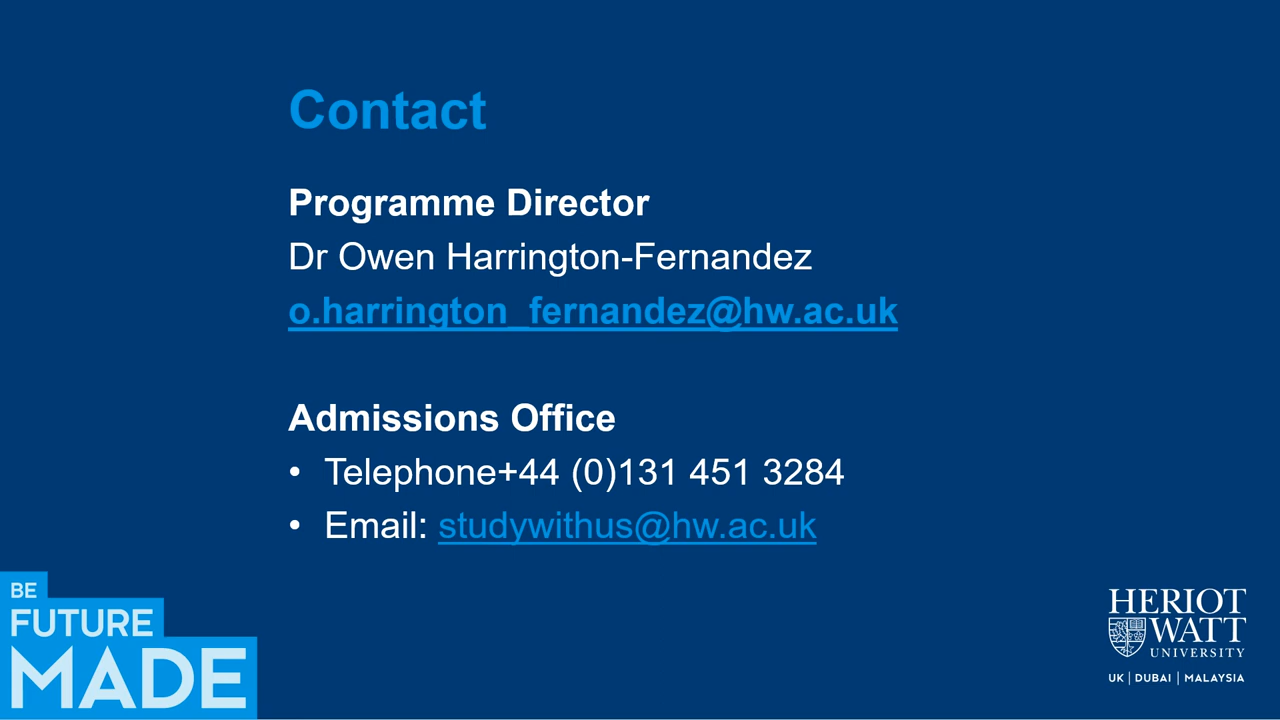 Contact
Programme Director
Dr Owen Harrington-Fernandez
o.harrington_fernandez@hw.ac.uk
Admissions Office
• Telephone+44 (0)131 451 3284
• Email: studywithus@hw.ac.uk
BE
FUTURE
MADE
HERIOT
WATT
UNIVERSITY
UK | DUBAI | MALAYSIA